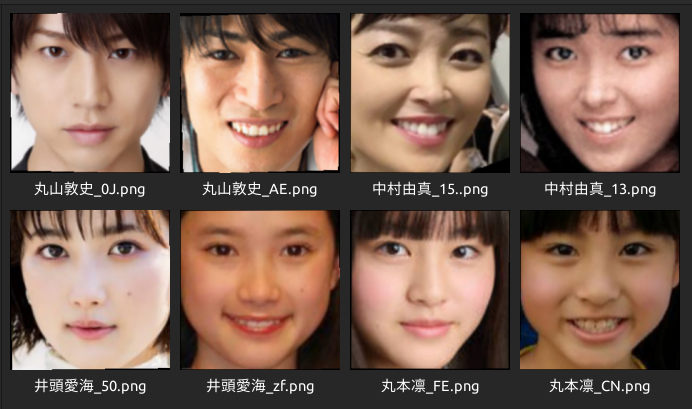 丸山敦史_0J.png
丸山敦史_AE.png
中村由真_15..png
中村由真_13.png
井頭愛海_50.png
井頭愛海_zf.png
丸本凛_FE.png
丸本凛_CN.png